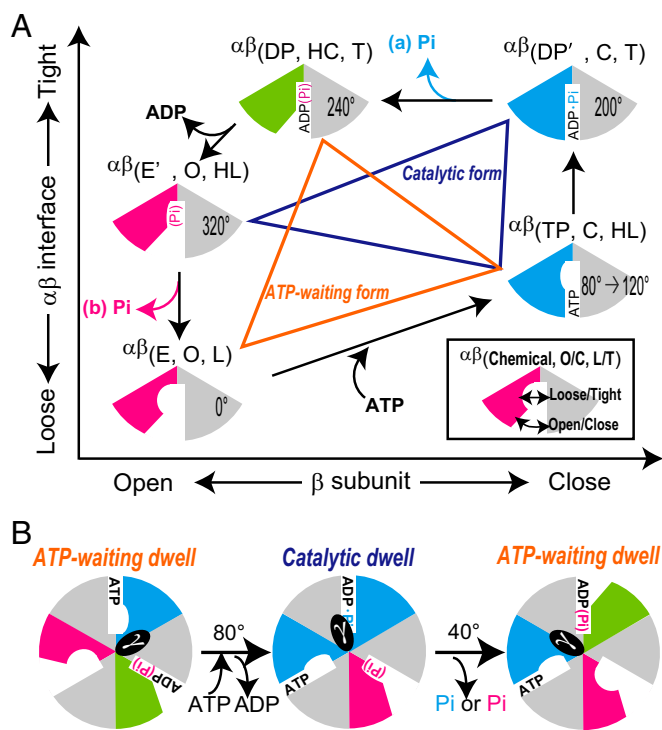 A
(a) Pi
αβ(DP, HC, T)
αβ(DP′ , C, T)
ADP(Pi)
240°
ADP·Pi
200°
ADP
αβ(E′ , O, HL)
Catalytic form
(Pi)
320°
αβ(TP, C, HL)
ATP
80°→120°
ATP-waiting form
(b) Pi
αβ(E, O, L)
0°
ATP
αβ(Chemical, O/C, L/T)
Loose/Tight
Open/Close
Loose
αβ interface
Tight
Open
β subunit
Close
B
ATP-waiting dwell
Catalytic dwell
ATP-waiting dwell
ATP
γ
ADP(Pi)
80°
ATP
ADP
ADP·Pi
γ
ATP
(Pi)
40°
Pi or Pi
ADP(Pi)
γ
ATP